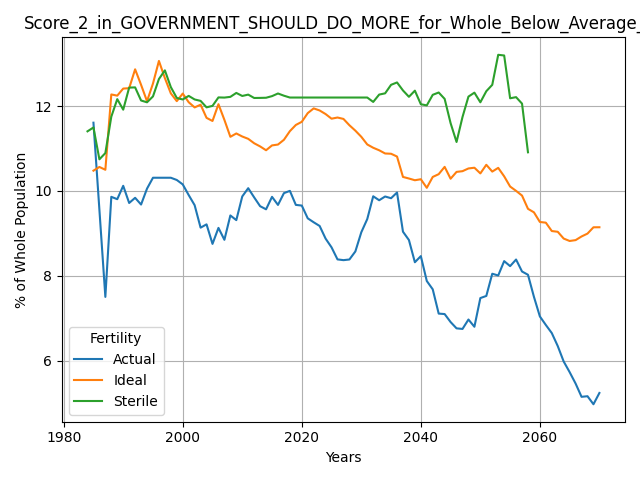 Score_2_in_GOVERNMENT_SHOULD_DO_MORE_for_Whole_Below_Average_
% of Whole Population
12
10
8
6
Fertility
Actual
Ideal
Sterile
1980
2000
2020
2040
2060
Years